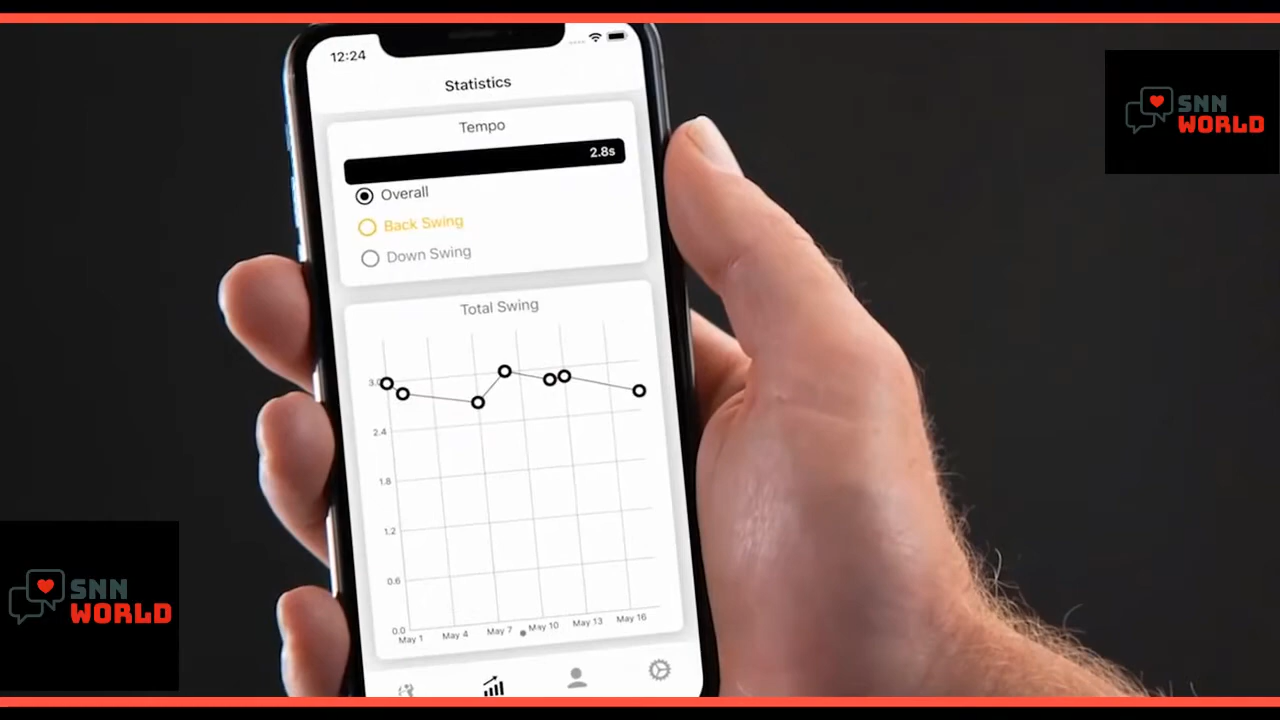 12:24
Statistics
Tempo
2.8s
Overall
Back Swing
Down Swing
Total Swing
3.0
2.4
1.8
1.2
0.6
0.0
May 1
May 4
May 7
May 10
May 13
May 16
SNN
WORLD
SNN
WORLD